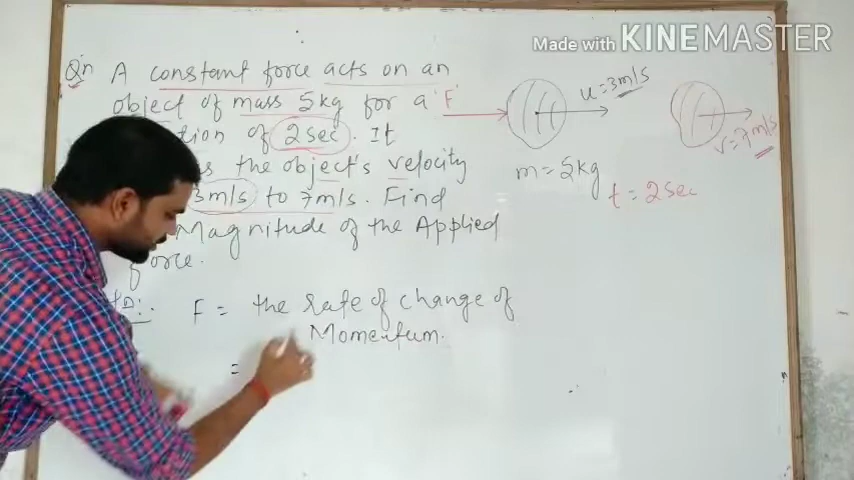 Made with KINEMASTER
Qn A constant force acts on an
object of mass 5kg for a
tion of 2sec. It
s the object's velocity
3m/s to 7m/s. Find
Magnitude of the Applied
force.
F
u=3m/s
v=7m/s
m=5kg
t=2sec
F = the rate of change of
Momentum.
=